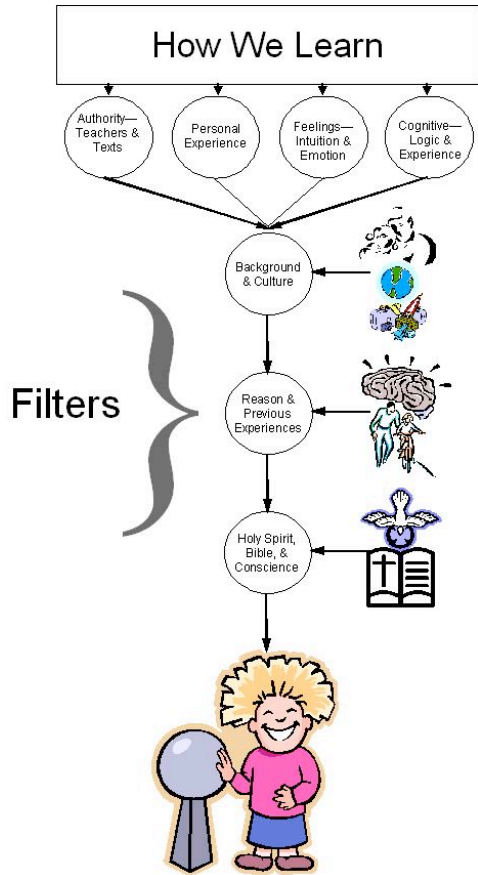 How We Learn
Authority—
Teachers &
Texts
Personal
Experience
Feelings—
Intuition &
Emotion
Cognitive—
Logic &
Experience
Background
& Culture
Filters
Reason &
Previous
Experiences
Holy Spirit,
Bible, &
Conscience